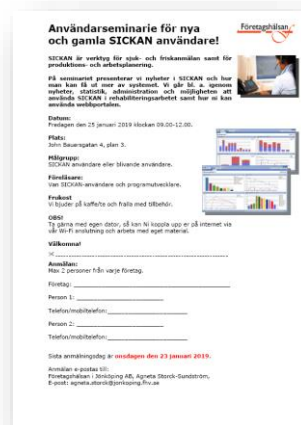 Användarseminarie för nya
och gamla SICKAN användare!
Företagshälsan
SICKAN är verktyg för sjuk- och friskanmälan samt för
produktions- och arbetsplanering.
På seminariet presenterar vi nyheter i SICKAN och hur
man kan få ut mer av systemet. Vi går bl. a. igenom
nyheter, statistik, administration och möjligheten att
använda SICKAN i rehabiliteringsarbetet samt hur ni kan
använda webbportalen.
Datum:
Fredagen den 25 januari 2019 klockan 09.00-12.00.
Plats:
John Bauersgatan 4, plan 3.
Målgrupp:
SICKAN användare eller blivande användare.
Föreläsare:
Van SICKAN-användare och programutvecklare.
Frukost
Vi bjuder på kaffe/te och fralla med tillbehör.
OBS!
Ta gärna med egen dator, så kan Ni koppla upp er på internet via
vår Wi-Fi anslutning och arbeta med eget material.
Välkomna!
Anmälan:
Max 2 personer från varje företag.
Företag:
Person 1:
Telefon/mobiltelefon:
Person 2:
Telefon/mobiltelefon:
Sista anmälningsdag är onsdagen den 23 januari 2019.
Anmälan e-postas till:
Företagshälsan i Jönköping AB, Agneta Storck-Sundström,
E-post: agneta.storck@jonkoping.fhv.se